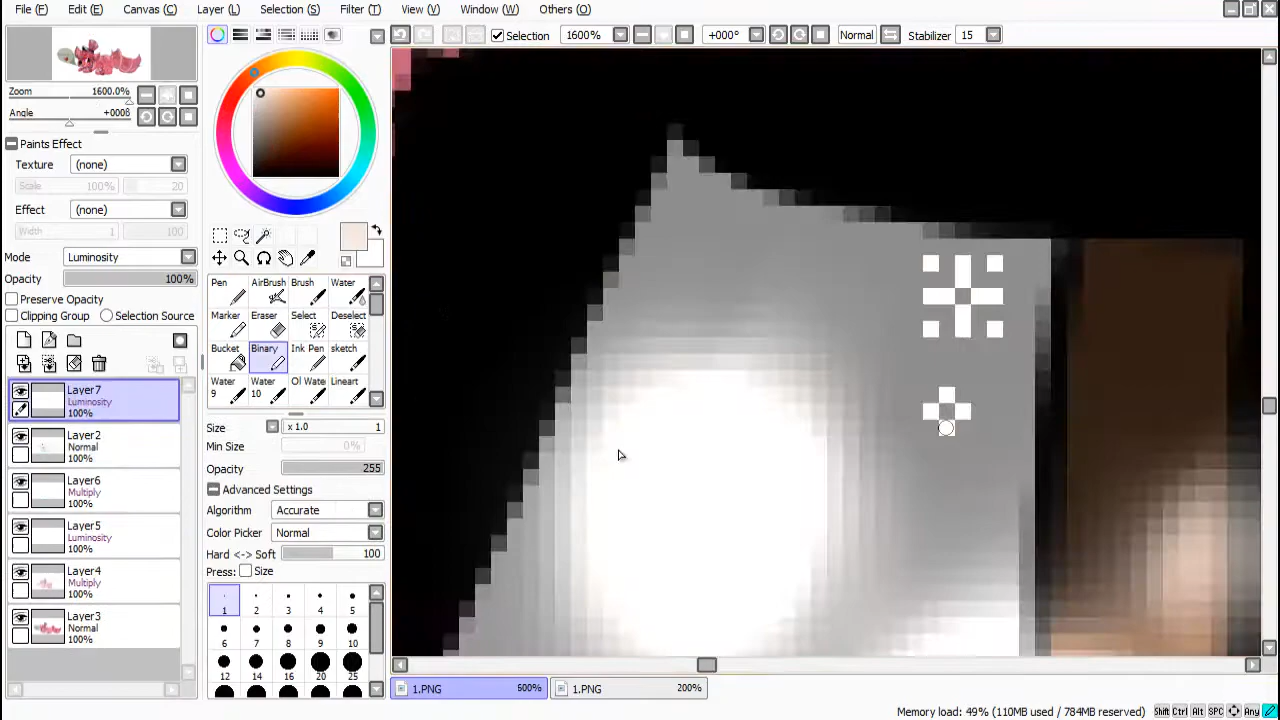 File (F) Edit (E) Canvas (C) Layer (L) Selection (S) Filter (T) View (V) Window (W) Others (O)
Selection 1600% +000° Normal Stabilizer 15
Zoom 1600.0%
Angle +000ß
Paints Effect
Texture (none)
Scale 100% 20
Effect (none)
Width 1 100
Mode Luminosity
Opacity 100%
Preserve Opacity
Clipping Group Selection Source
Layer7
Luminosity
100%
Layer2
Normal
100%
Layer6
Multiply
100%
Layer5
Luminosity
100%
Layer4
Multiply
100%
Layer3
Normal
100%
Pen AirBrush Brush Water
Marker Eraser Select Deselect
Bucket Binary Ink Pen sketch
Water 9 Water 10 Ol Wate Lineart
Size x 1.0 1
Min Size 0%
Opacity 255
Advanced Settings
Algorithm Accurate
Color Picker Normal
Hard <-> Soft 100
Press: Size
1 2 3 4 5
6 7 8 9 10
12 14 16 20 25
1.PNG 600% 1.PNG 200%
Memory load: 49% (110MB used / 784MB reserved) Shift Ctrl Alt SPC Any